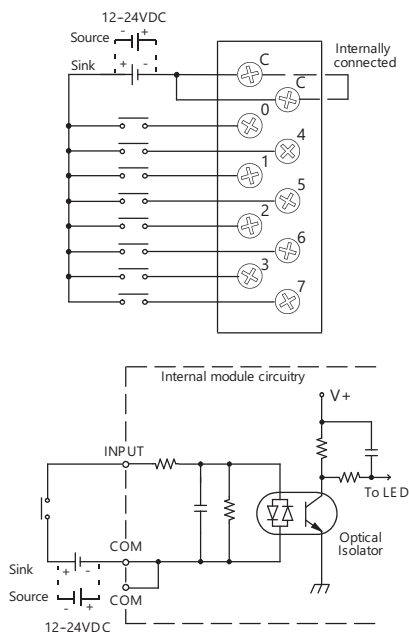 12-24VDC
Source - +
Sink + -
Internally
connected
C
C
0
4
1
5
2
6
3
7
Internal module circuitry
V+
INPUT
To LED
Optical
Isolator
COM
Sink + -
Source - +
COM
12-24VDC